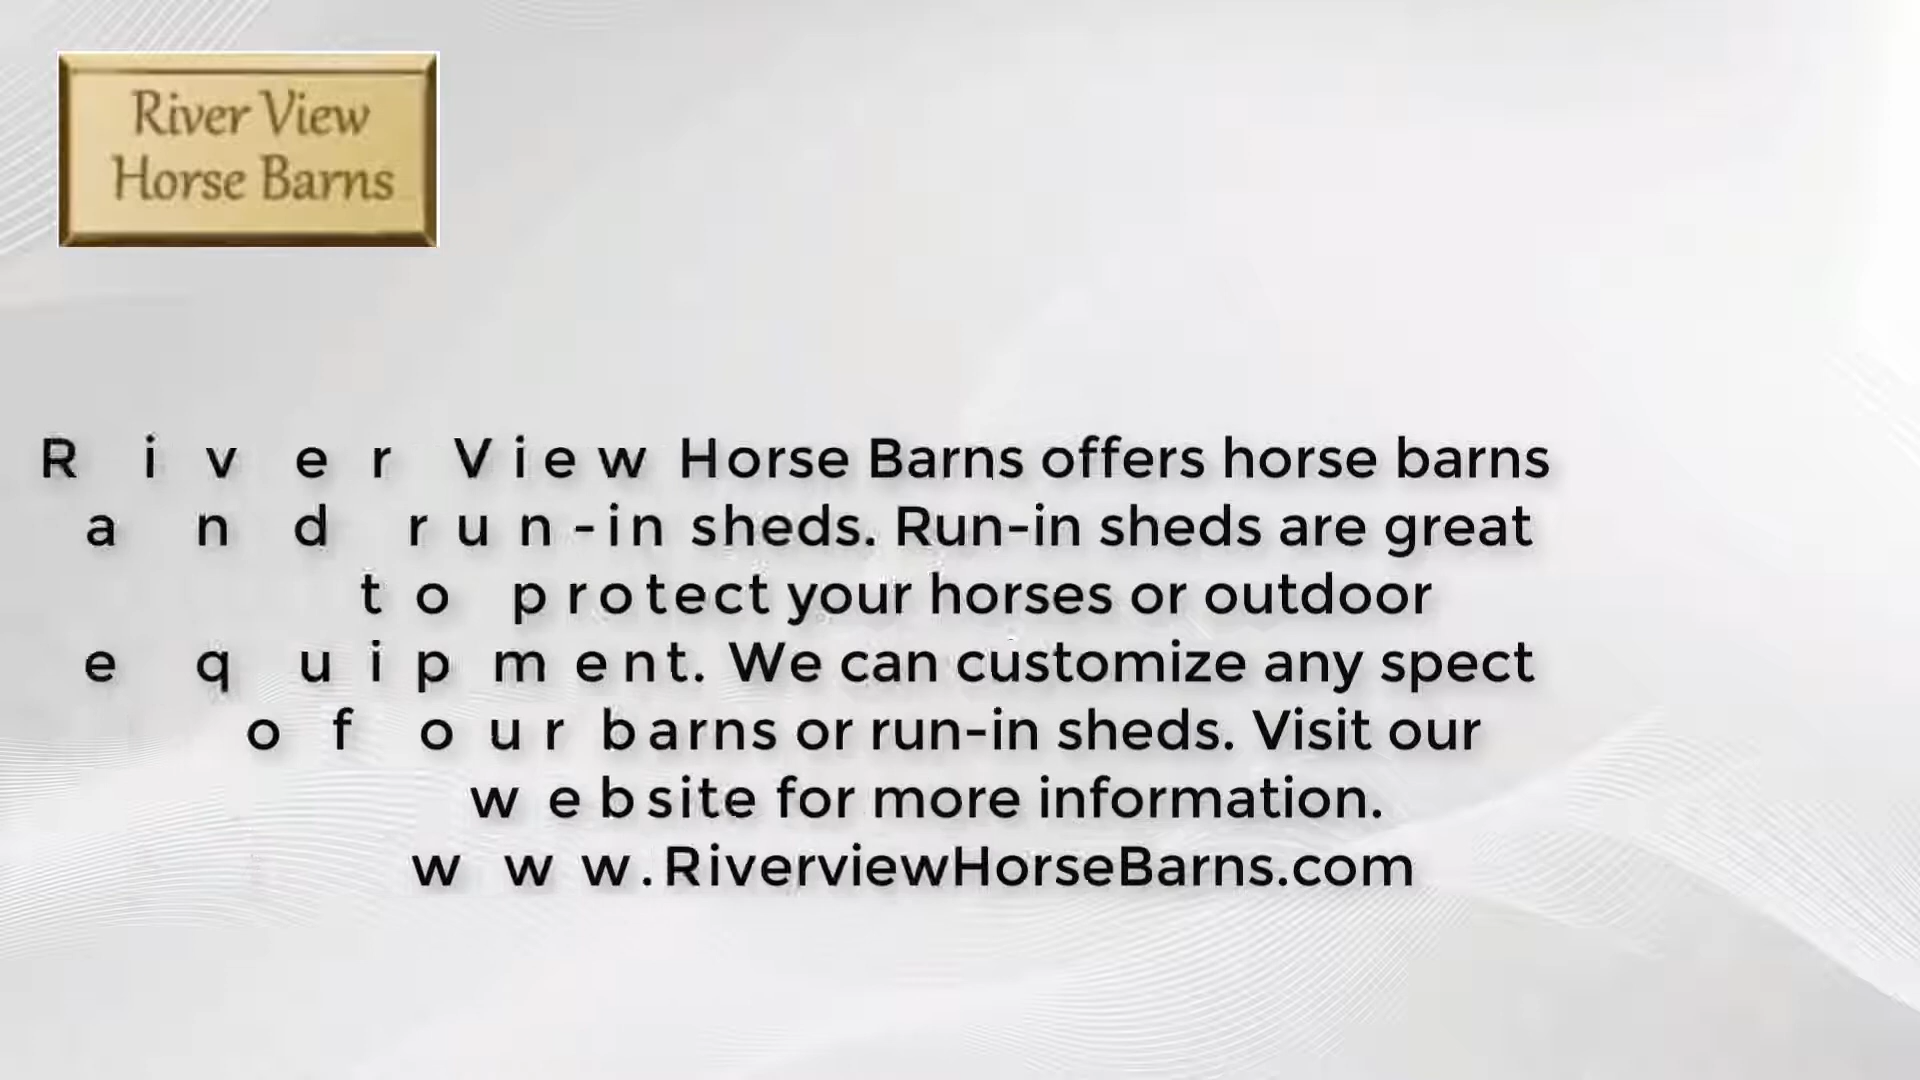 River View
Horse Barns
River View Horse Barns offers horse barns
and run-in sheds. Run-in sheds are great
to protect your horses or outdoor
equipment. We can customize any spect
of our barns or run-in sheds. Visit our
website for more information.
www.RiverviewHorseBarns.com